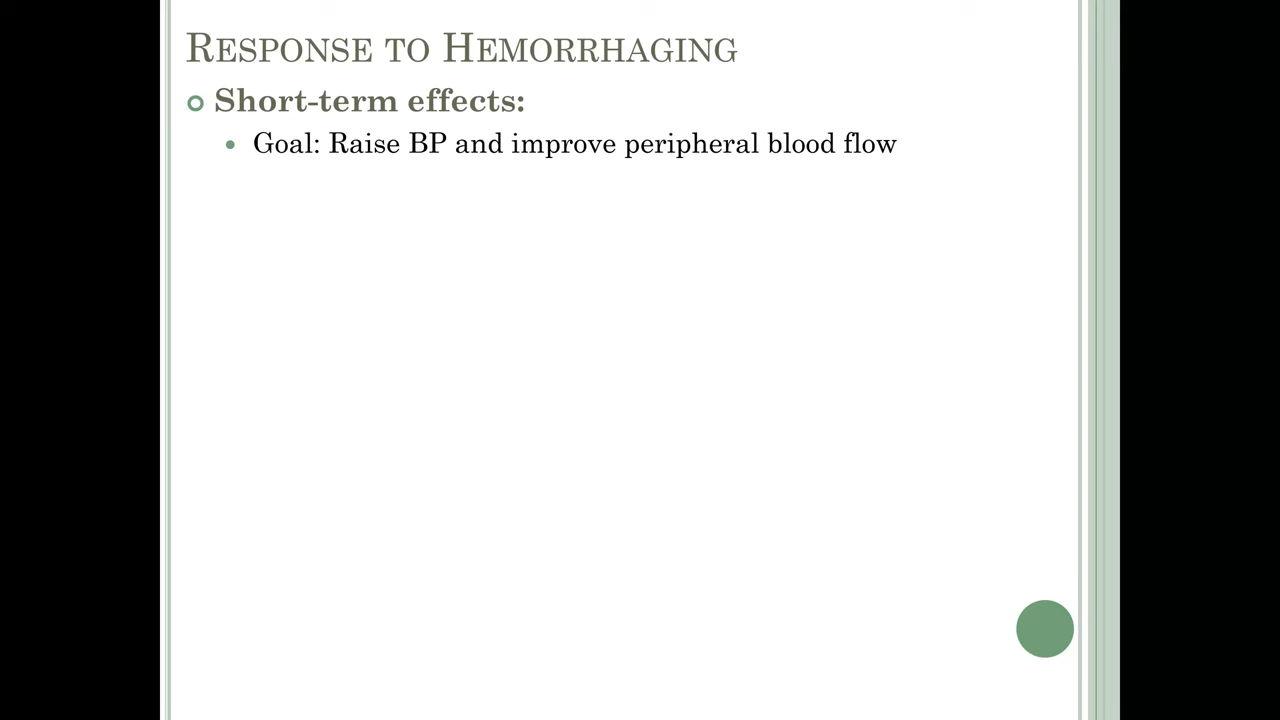 Response to Hemorrhaging
Short-term effects:
Goal: Raise BP and improve peripheral blood flow